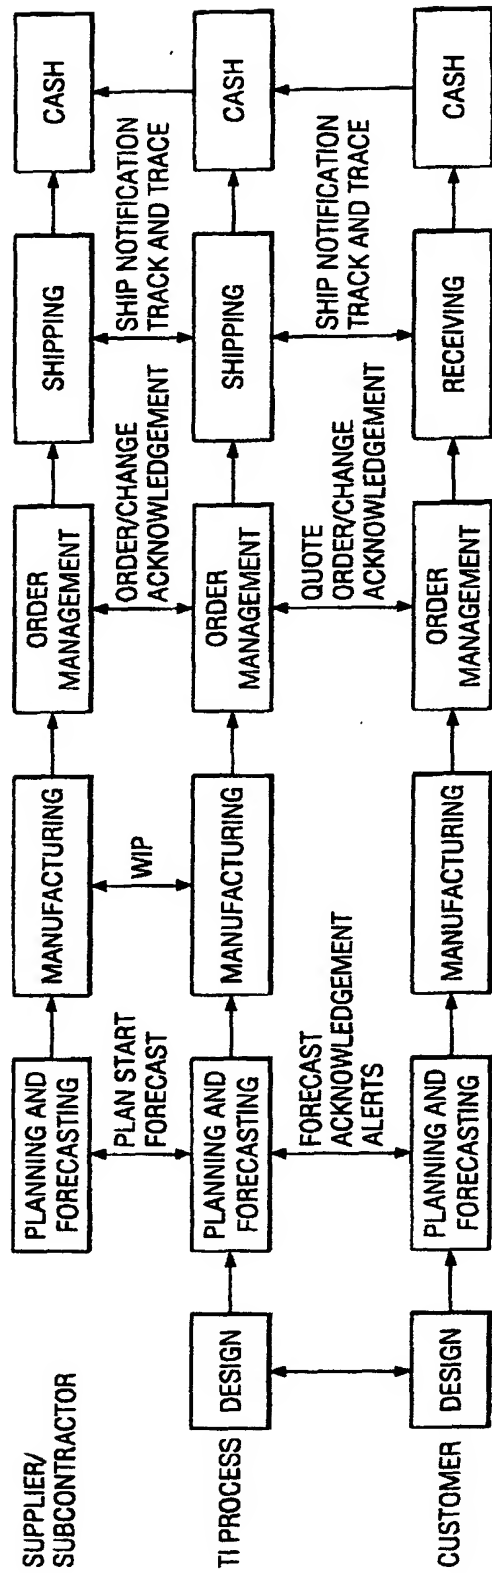 SUPPLIER/
SUBCONTRACTOR
PLANNING AND
FORECASTING
MANUFACTURING
ORDER
MANAGEMENT
SHIPPING
CASH
PLAN START
FORECAST
WIP
ORDER/CHANGE
ACKNOWLEDGEMENT
SHIP NOTIFICATION
TRACK AND TRACE
TI PROCESS
DESIGN
PLANNING AND
FORECASTING
MANUFACTURING
ORDER
MANAGEMENT
SHIPPING
CASH
FORECAST
ACKNOWLEDGEMENT
ALERTS
QUOTE
ORDER/CHANGE
ACKNOWLEDGEMENT
SHIP NOTIFICATION
TRACK AND TRACE
CUSTOMER
DESIGN
PLANNING AND
FORECASTING
MANUFACTURING
ORDER
MANAGEMENT
RECEIVING
CASH